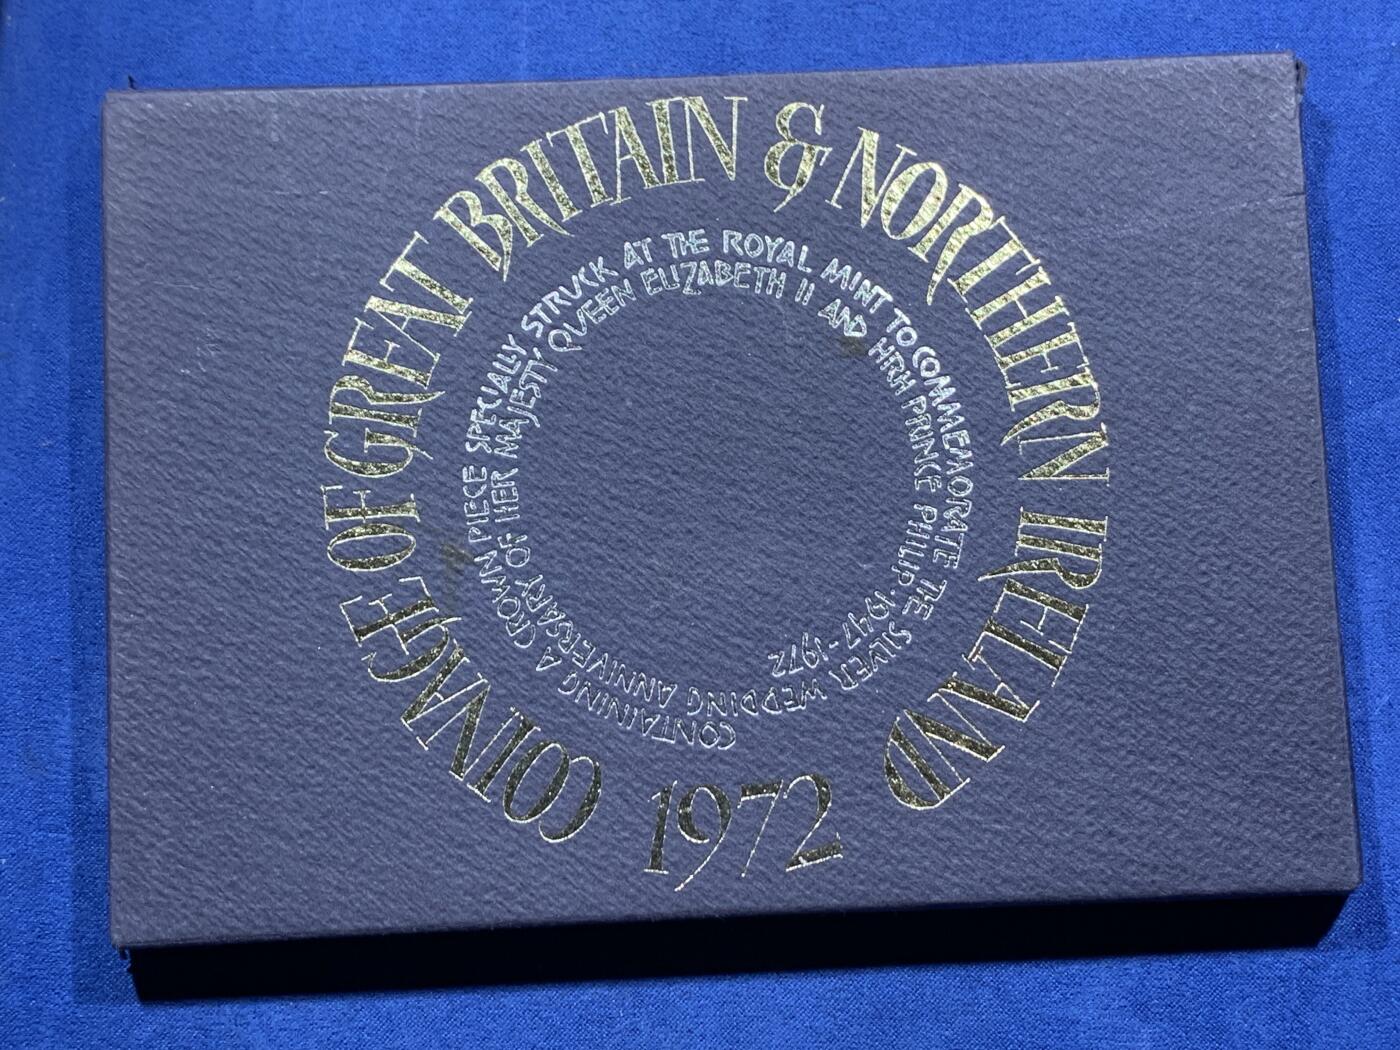 COINAGE OF GREAT BRITAIN & NORTHERN IRELAND
1972
CONTAINING A CROWN PIECE SPECIALLY STRUCK AT THE ROYAL MINT TO COMMEMORATE THE SILVER WEDDING ANNIVERSARY OF HER MAJESTY QUEEN ELIZABETH II AND HRH PRINCE PHILIP · 1947 - 1972